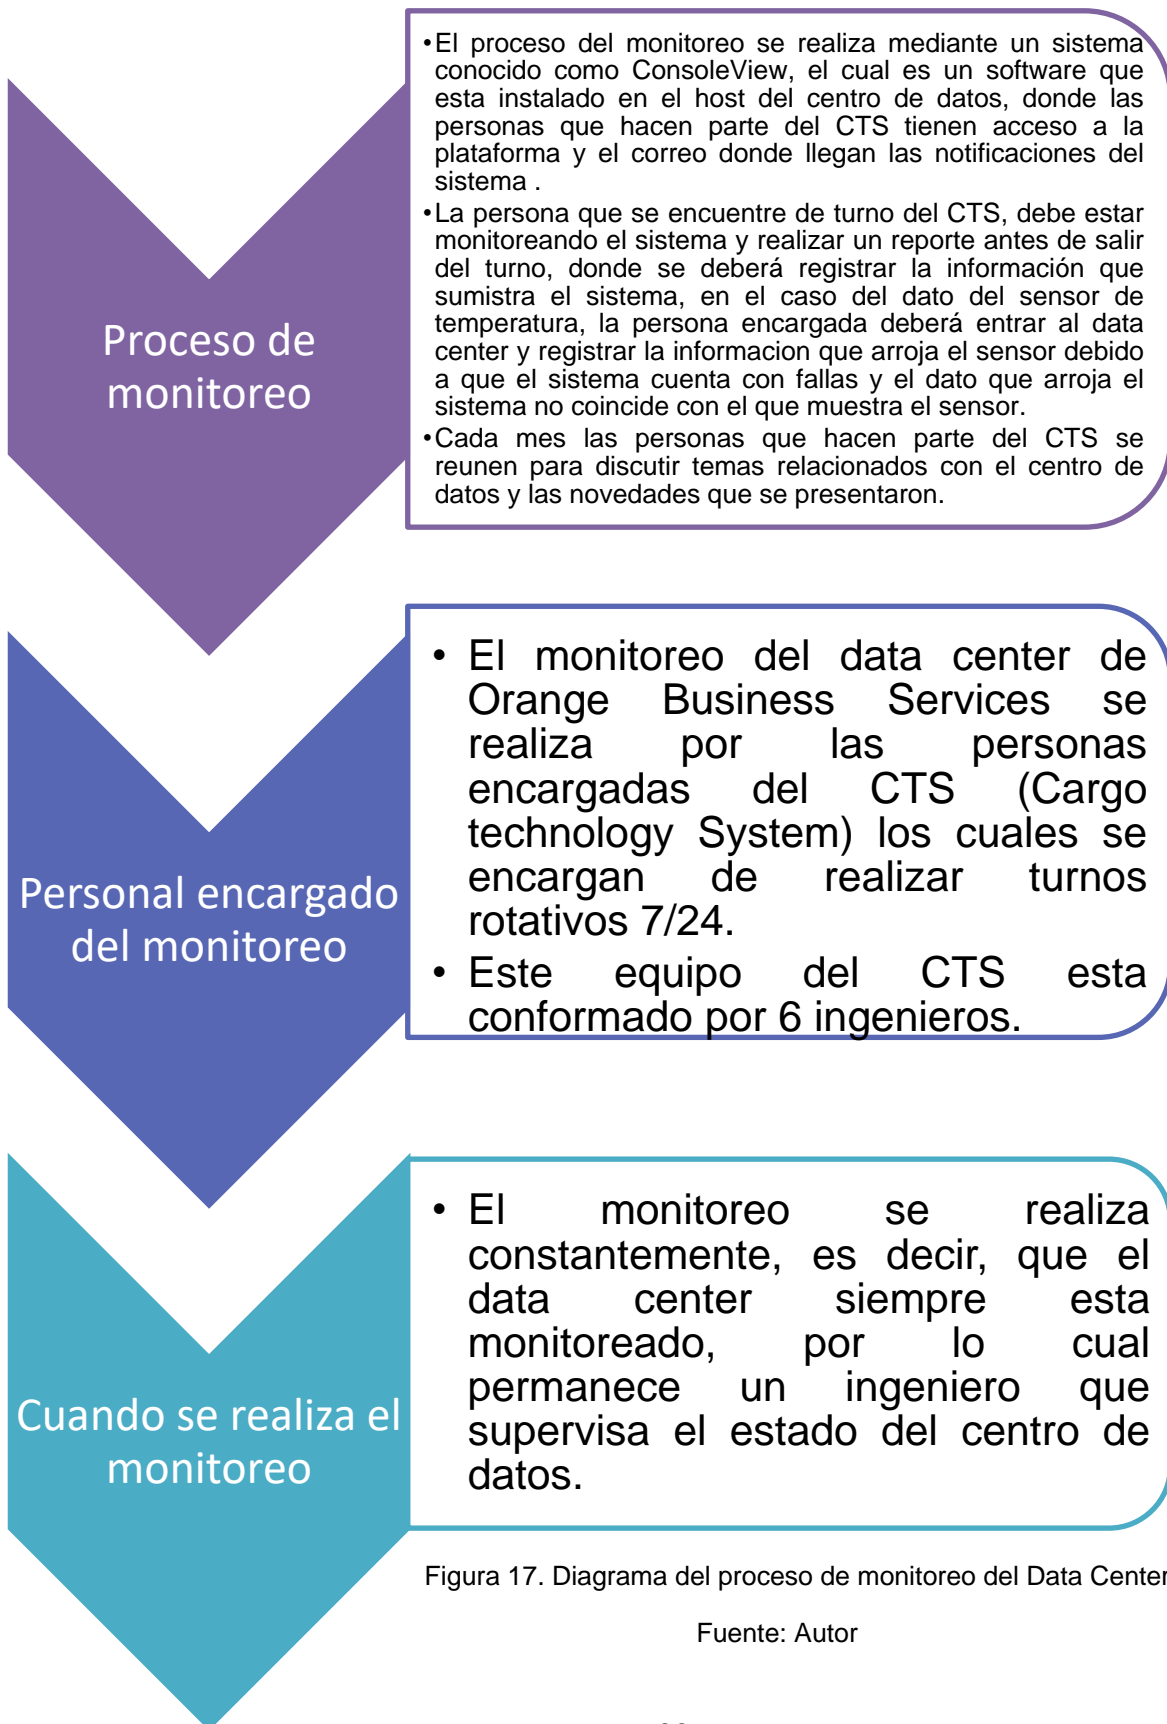 •El proceso del monitoreo se realiza mediante un sistema
conocido como ConsoleView, el cual es un software que
esta instalado en el host del centro de datos, donde las
personas que hacen parte del CTS tienen acceso a la
plataforma y el correo donde llegan las notificaciones del
sistema .
•La persona que se encuentre de turno del CTS, debe estar
monitoreando el sistema y realizar un reporte antes de salir
del turno, donde se deberá registrar la información que
sumistra el sistema, en el caso del dato del sensor de
temperatura, la persona encargada deberá entrar al data
center y registrar la informacion que arroja el sensor debido
a que el sistema cuenta con fallas y el dato que arroja el
sistema no coincide con el que muestra el sensor.
•Cada mes las personas que hacen parte del CTS se
reunen para discutir temas relacionados con el centro de
datos y las novedades que se presentaron.
Proceso de
monitoreo
• El monitoreo del data center de
Orange Business Services se
realiza por las personas
encargadas del CTS (Cargo
technology System) los cuales se
encargan de realizar turnos
rotativos 7/24.
• Este equipo del CTS esta
conformado por 6 ingenieros.
Personal encargado
del monitoreo
• El monitoreo se realiza
constantemente, es decir, que el
data center siempre esta
monitoreado, por lo cual
permanece un ingeniero que
supervisa el estado del centro de
datos.
Cuando se realiza el
monitoreo
Figura 17. Diagrama del proceso de monitoreo del Data Center
Fuente: Autor